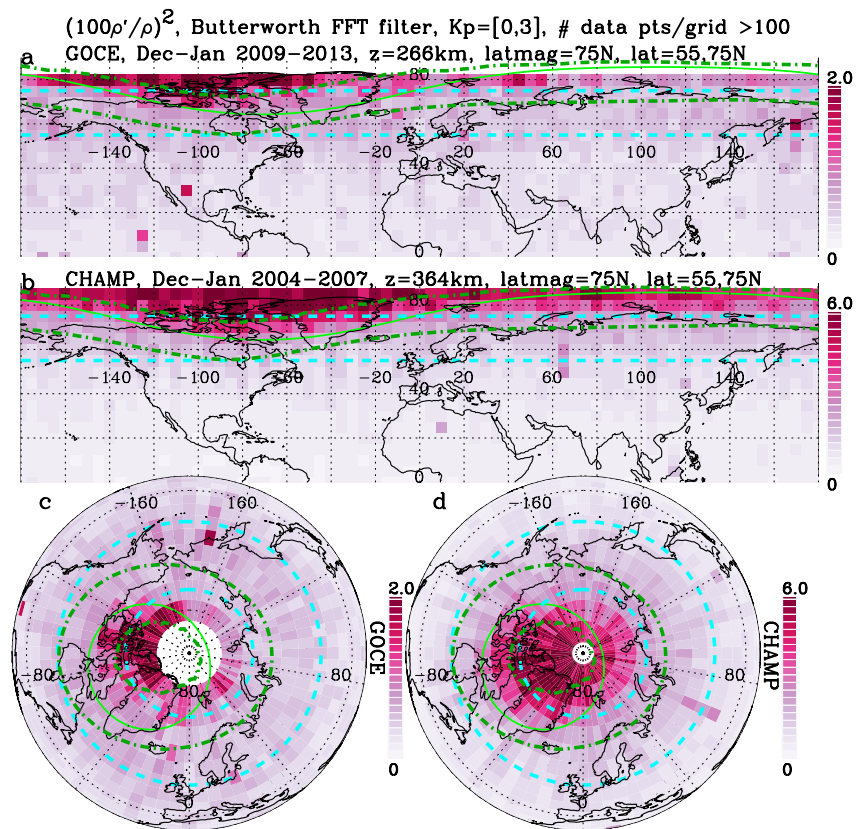 (100ρ'/ρ)², Butterworth FFT filter, Kp=[0,3], # data pts/grid >100
a GOCE, Dec-Jan 2009-2013, z=266km, latmag=75N, lat=55,75N
80
2.0
-140 -100 -60 -20 20 60 100 140
40
0
0
b CHAMP, Dec-Jan 2004-2007, z=364km, latmag=75N, lat=55,75N
80
6.0
-140 -100 -60 -20 20 60 100 140
40
0
0
c
-160 160
-80 80
80
0
2.0
GOCE
0
d
-160 160
-80 80
80
0
6.0
CHAMP
0